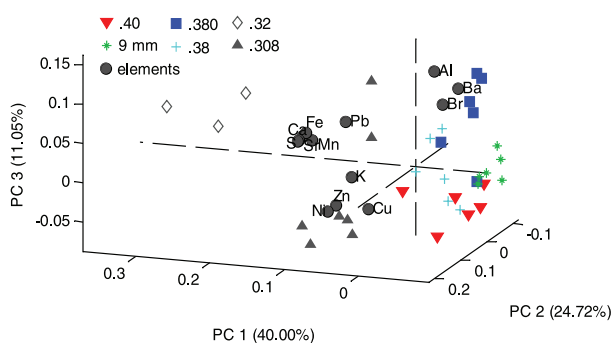 .40 .380 .32
9 mm .38 .308
elements
0.15
0.1
0.05
0
-0.05
PC 3 (11.05%)
Al
Ba
Br
Pb
Fe
Ca
S Si Mn
K
Zn
Ni Cu
0.3 0.2 0.1 0
0.2 0.1 0 -0.1
PC 1 (40.00%)
PC 2 (24.72%)